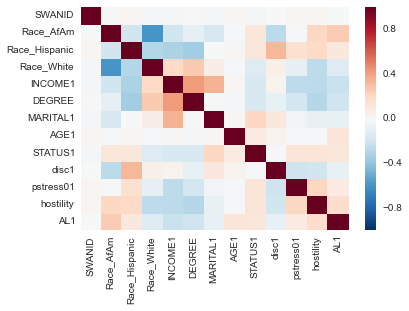 SWANID
Race_AfAm
Race_Hispanic
Race_White
INCOME1
DEGREE
MARITAL1
AGE1
STATUS1
disc1
pstress01
hostility
AL1
0.8
0.4
0.0
−0.4
−0.8
SWANID
Race_AfAm
Race_Hispanic
Race_White
INCOME1
DEGREE
MARITAL1
AGE1
STATUS1
disc1
pstress01
hostility
AL1